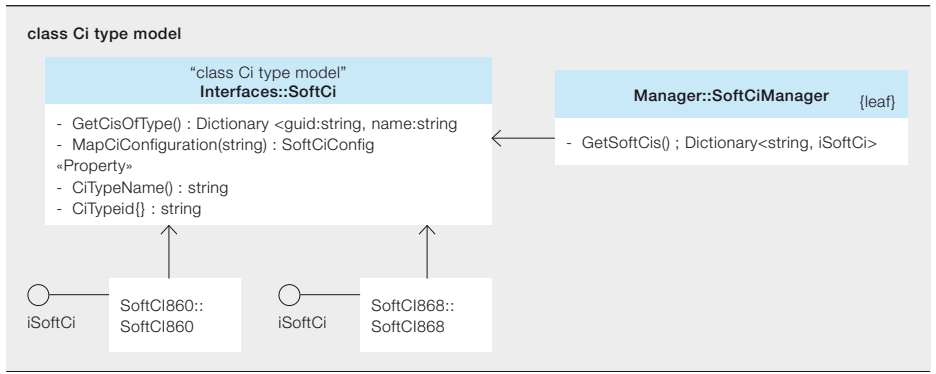 class Ci type model
“class Ci type model”
Interfaces::SoftCi
- GetCisOfType() : Dictionary <guid:string, name:string
- MapCiConfiguration(string) : SoftCiConfig
«Property»
- CiTypeName() : string
- CiTypeid{} : string
Manager::SoftCiManager
{leaf}
- GetSoftCis() ; Dictionary<string, iSoftCi>
iSoftCi
SoftCI860::
SoftCI860
iSoftCi
SoftCI868::
SoftCI868